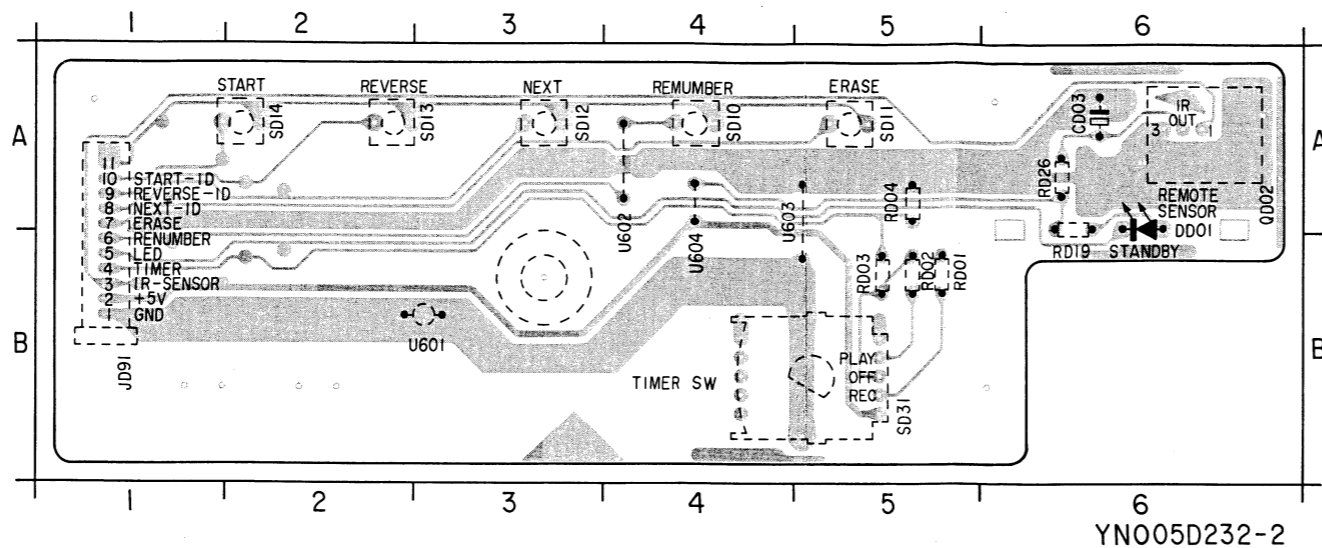 1 2 3 4 5 6
START REVERSE NEXT REMUMBER ERASE
SD14 SD13 SD12 SD10 SD11
CD03
IR
OUT
3 1
A A
11
10 START-ID
9 REVERSE-ID
8 NEXT-ID
7 ERASE
6 RENUMBER
5 LED
4 TIMER
3 IR-SENSOR
2 +5V
GND
RD26
RD04
REMOTE
SENSOR
QD02
DD01
U602 U604 U603
RD19 STANDBY
RD03 RD02 RD01
B B
U601
JD91
TIMER SW
PLAY
OFF
REC
SD31
1 2 3 4 5 6
YN005D232-2